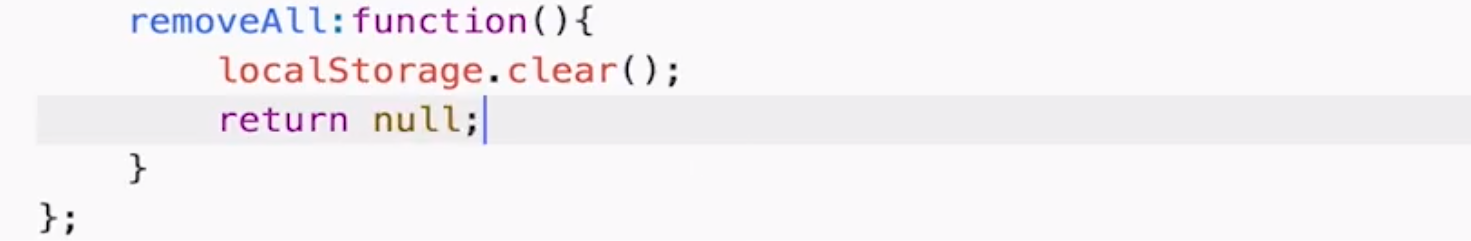 removeAll:function(){
localStorage.clear();
return null;
}
};